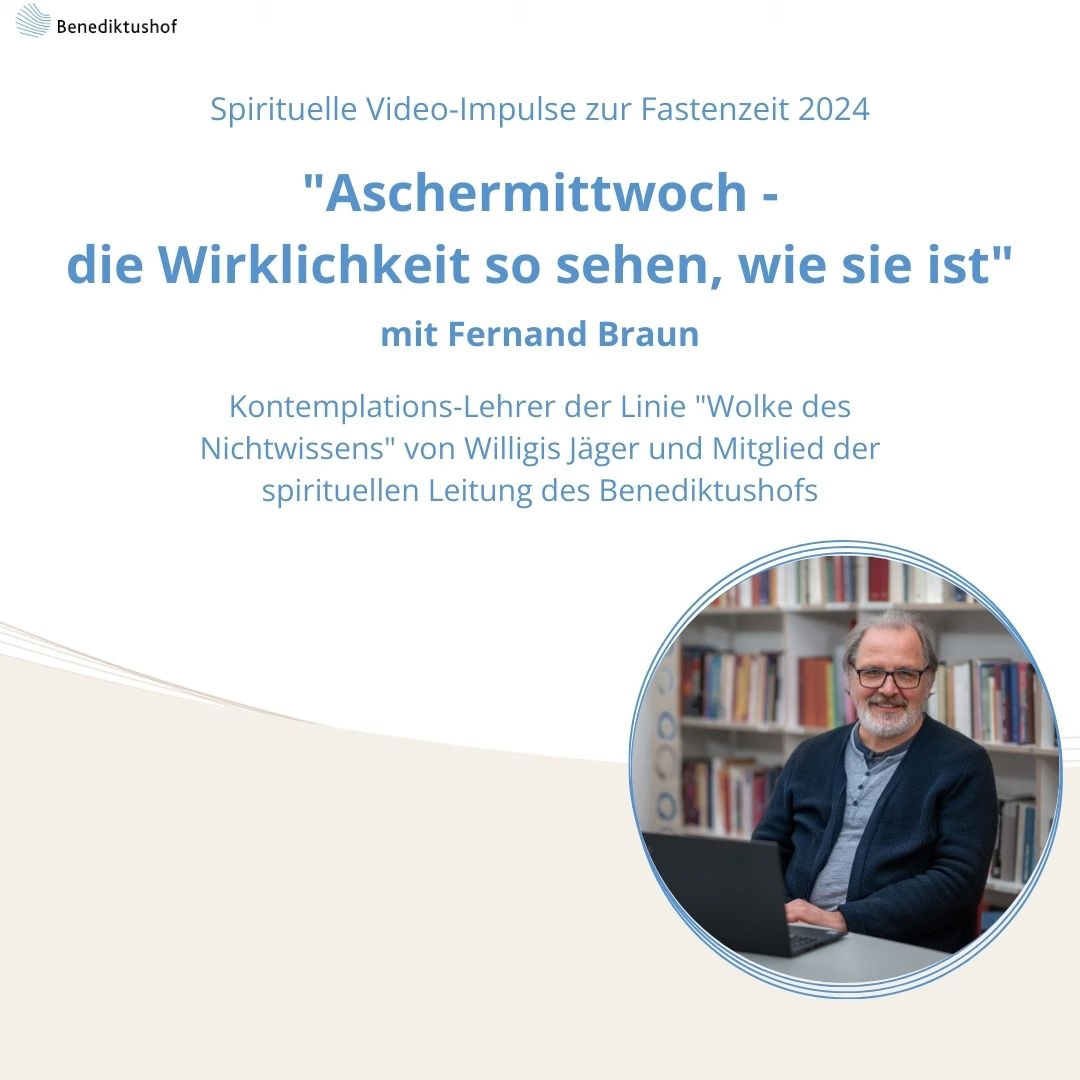 Benediktushof
Spirituelle Video-Impulse zur Fastenzeit 2024
"Aschermittwoch -
die Wirklichkeit so sehen, wie sie ist"
mit Fernand Braun
Kontemplations-Lehrer der Linie "Wolke des
Nichtwissens" von Willigis Jäger und Mitglied der
spirituellen Leitung des Benediktushofs